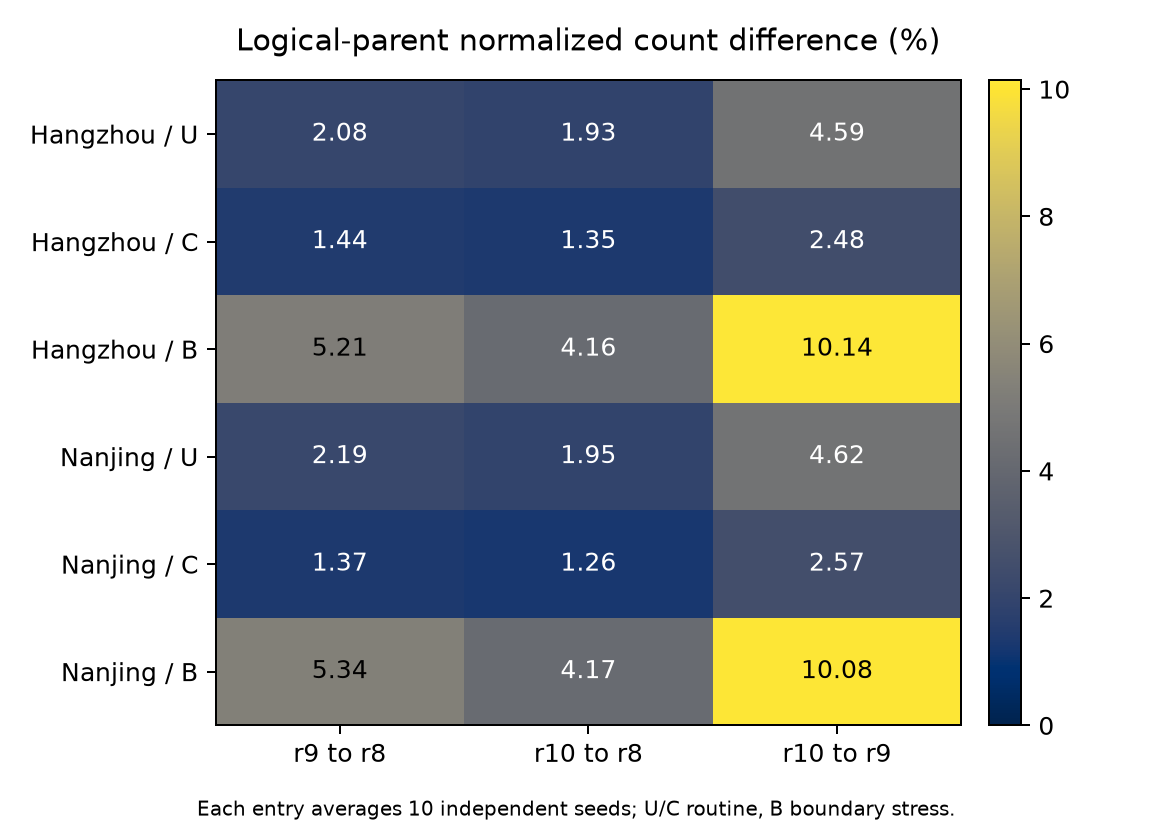 Logical-parent normalized count difference (%)
Hangzhou / U 2.08 1.93 4.59
Hangzhou / C 1.44 1.35 2.48
Hangzhou / B 5.21 4.16 10.14
Nanjing / U 2.19 1.95 4.62
Nanjing / C 1.37 1.26 2.57
Nanjing / B 5.34 4.17 10.08
r9 to r8 r10 to r8 r10 to r9
10
8
6
4
2
0
Each entry averages 10 independent seeds; U/C routine, B boundary stress.